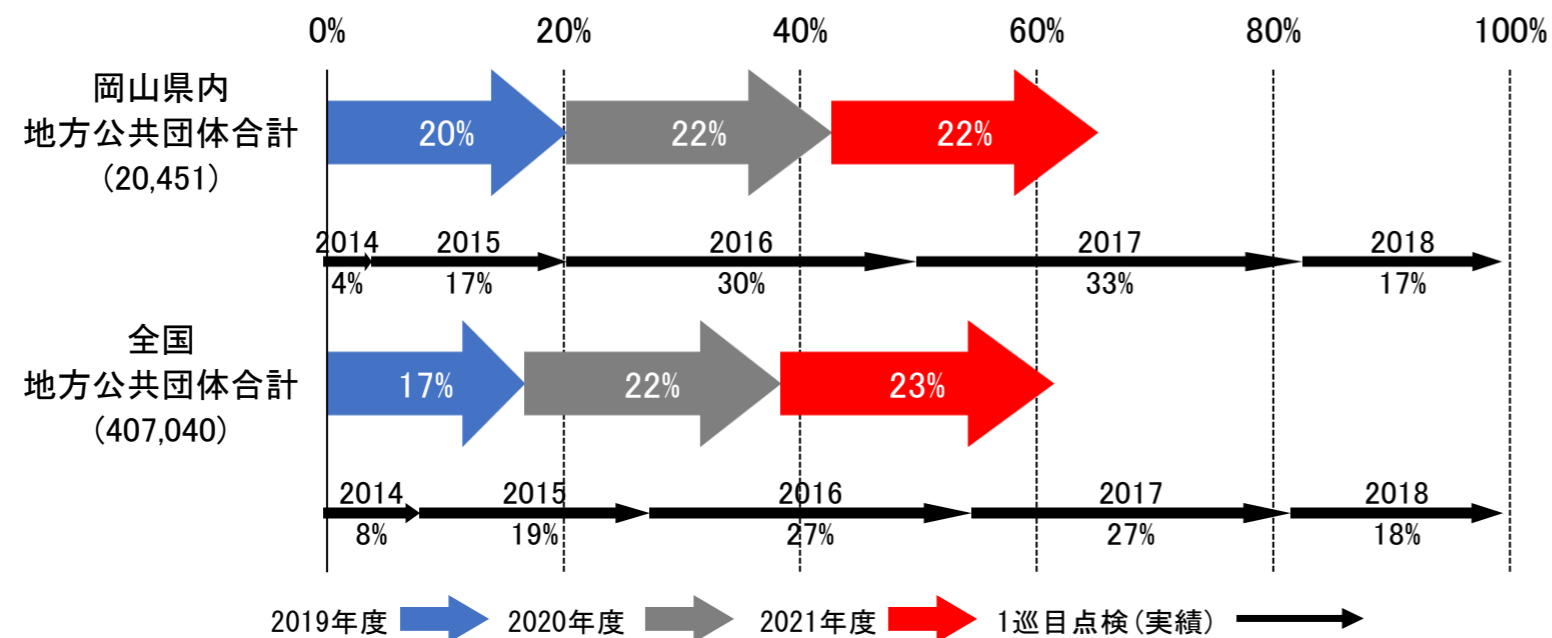 0% 20% 40% 60% 80% 100%
岡山県内
地方公共団体合計
(20,451)
20% 22% 22%
2014 2015 2016 2017 2018
4% 17% 30% 33% 17%
全国
地方公共団体合計
(407,040)
17% 22% 23%
2014 2015 2016 2017 2018
8% 19% 27% 27% 18%
2019年度 2020年度 2021年度 1巡目点検(実績)